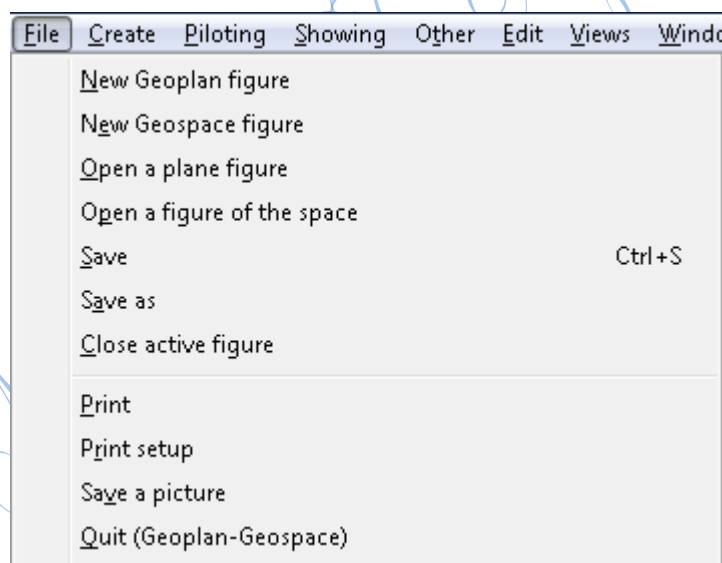 File Create Piloting Showing Other Edit Views
New Geoplan figure
New Geospace figure
Open a plane figure
Open a figure of the space
Save Ctrl+S
Save as
Close active figure
Print
Print setup
Save a picture
Quit (Geoplan-Geospace)